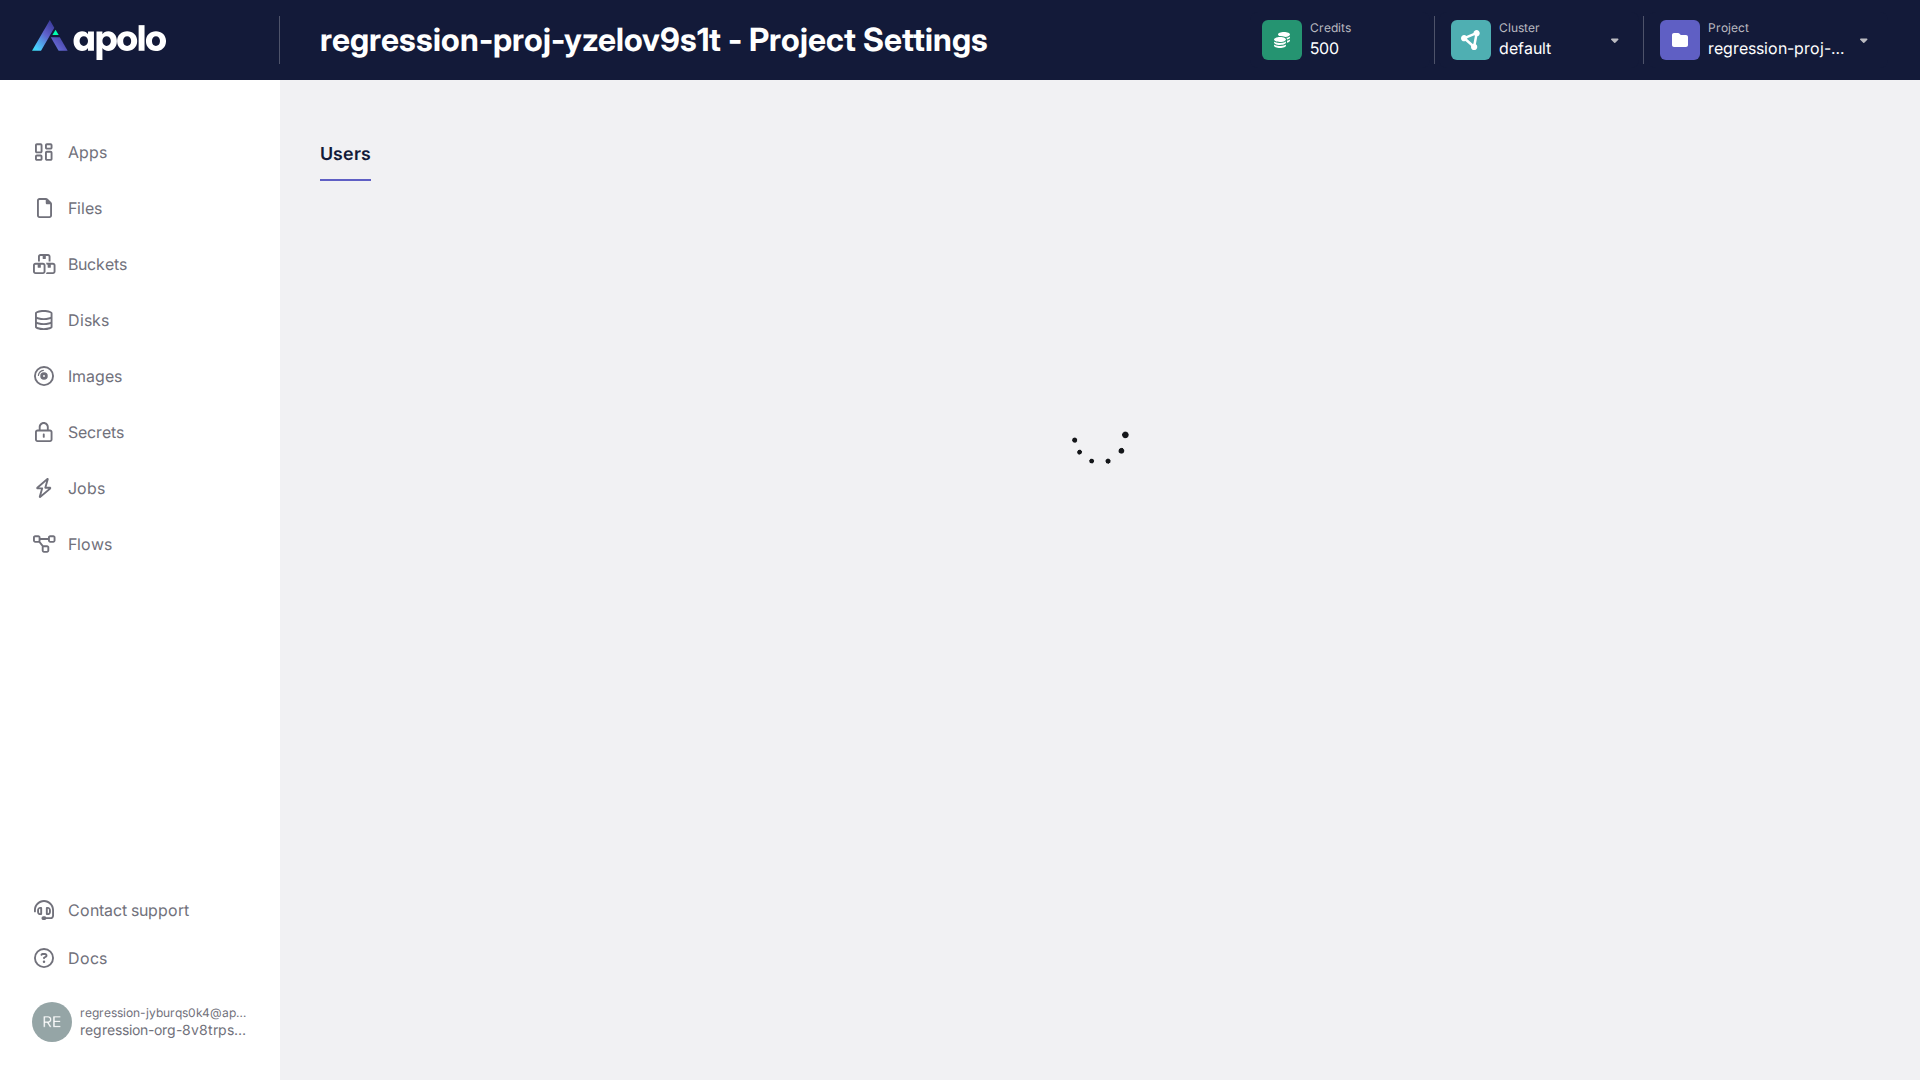 apolo
regression-proj-yzelov9s1t - Project Settings
Credits
500
Cluster
default
Project
regression-proj-...
Apps
Files
Buckets
Disks
Images
Secrets
Jobs
Flows
Users
Contact support
Docs
RE
regression-jyburqs0k4@ap...
regression-org-8v8trps...